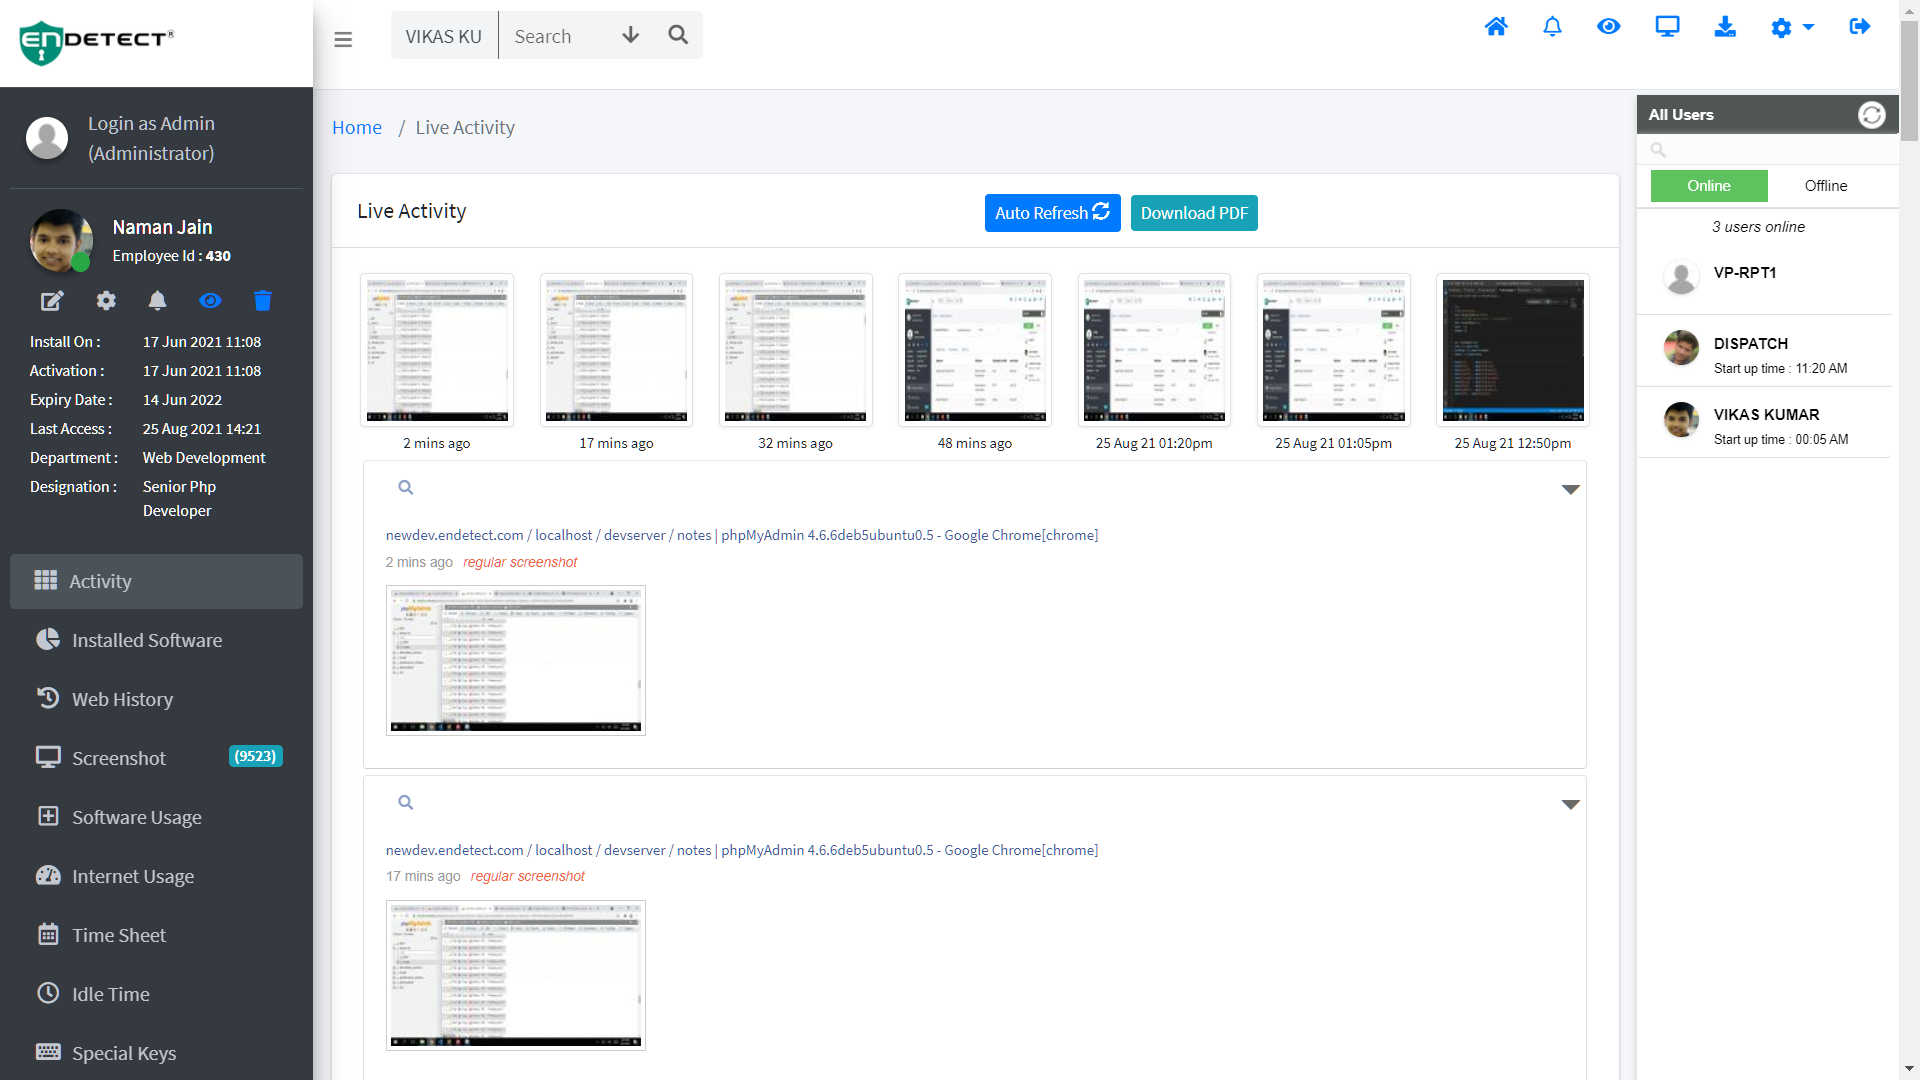 ENDETECT®
VIKAS KU
Search
Login as Admin
(Administrator)
Naman Jain
Employee Id : 430
Install On : 17 Jun 2021 11:08
Activation : 17 Jun 2021 11:08
Expiry Date : 14 Jun 2022
Last Access : 25 Aug 2021 14:21
Department : Web Development
Designation : Senior Php
Developer
Activity
Installed Software
Web History
Screenshot (9523)
Software Usage
Internet Usage
Time Sheet
Idle Time
Special Keys
Home / Live Activity
Live Activity
Auto Refresh
Download PDF
2 mins ago
17 mins ago
32 mins ago
48 mins ago
25 Aug 21 01:20pm
25 Aug 21 01:05pm
25 Aug 21 12:50pm
newdev.endetect.com / localhost / devserver / notes | phpMyAdmin 4.6.6deb5ubuntu0.5 - Google Chrome[chrome]
2 mins ago regular screenshot
newdev.endetect.com / localhost / devserver / notes | phpMyAdmin 4.6.6deb5ubuntu0.5 - Google Chrome[chrome]
17 mins ago regular screenshot
All Users
Online
Offline
3 users online
VP-RPT1
DISPATCH
Start up time : 11:20 AM
VIKAS KUMAR
Start up time : 00:05 AM